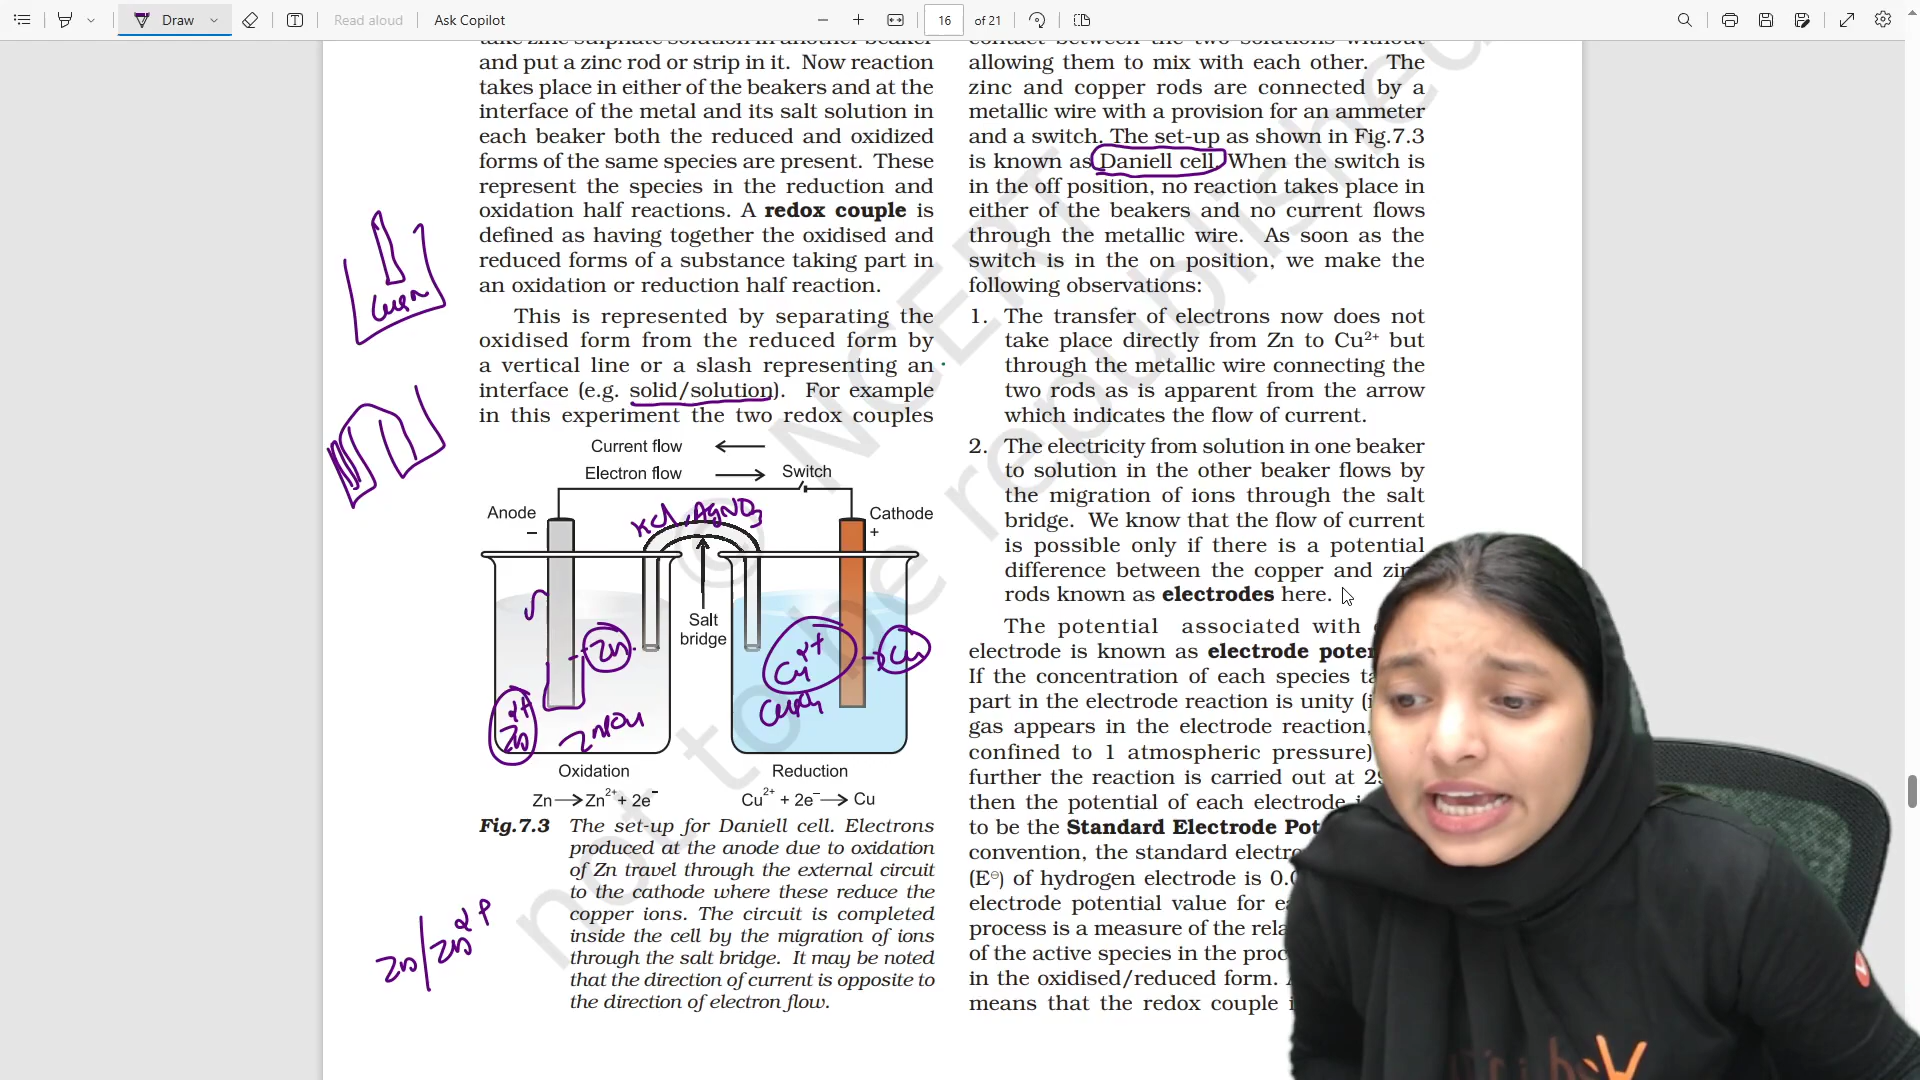 Draw
Read aloud
Ask Copilot
16
of 21
take zinc sulphate solution in another beaker
and put a zinc rod or strip in it. Now reaction
takes place in either of the beakers and at the
interface of the metal and its salt solution in
each beaker both the reduced and oxidized
forms of the same species are present. These
represent the species in the reduction and
oxidation half reactions. A redox couple is
defined as having together the oxidised and
reduced forms of a substance taking part in
an oxidation or reduction half reaction.
This is represented by separating the
oxidised form from the reduced form by
a vertical line or a slash representing an
interface (e.g. solid/solution). For example
in this experiment the two redox couples
Current flow
Electron flow
Switch
Anode
−
KCl, AgNO3
Cathode
+
Salt
bridge
Zn
Cu2+
Cu
Zn2+
Oxidation
Reduction
Zn → Zn2+ + 2e−
Cu2+ + 2e− → Cu
Fig.7.3 The set-up for Daniell cell. Electrons
produced at the anode due to oxidation
of Zn travel through the external circuit
to the cathode where these reduce the
copper ions. The circuit is completed
inside the cell by the migration of ions
through the salt bridge. It may be noted
that the direction of current is opposite to
the direction of electron flow.
Zn/Zn2+
contact between the two solutions without
allowing them to mix with each other. The
zinc and copper rods are connected by a
metallic wire with a provision for an ammeter
and a switch. The set-up as shown in Fig.7.3
is known as Daniell cell. When the switch is
in the off position, no reaction takes place in
either of the beakers and no current flows
through the metallic wire. As soon as the
switch is in the on position, we make the
following observations:
1. The transfer of electrons now does not
take place directly from Zn to Cu2+ but
through the metallic wire connecting the
two rods as is apparent from the arrow
which indicates the flow of current.
2. The electricity from solution in one beaker
to solution in the other beaker flows by
the migration of ions through the salt
bridge. We know that the flow of current
is possible only if there is a potential
difference between the copper and
rods known as electrodes here.
The potential associated with
electrode is known as electrode
If the concentration of each species
part in the electrode reaction is unity
gas appears in the electrode reaction,
confined to 1 atmospheric pressure)
further the reaction is carried out at
then the potential of each electrode
to be the Standard Electrode
convention, the standard
(E⊖) of hydrogen electrode is
electrode potential value for
process is a measure of the
of the active species in the
in the oxidised/reduced form.
means that the redox couple
© NCERT
not to be republished